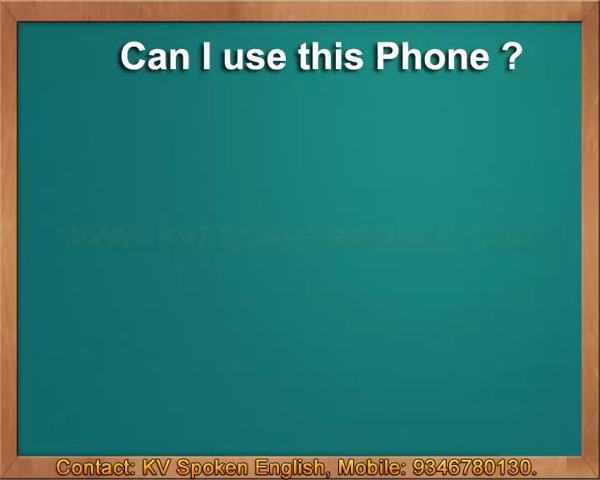 Can I use this Phone ?
Contact: KV Spoken English, Mobile: 9346780130.